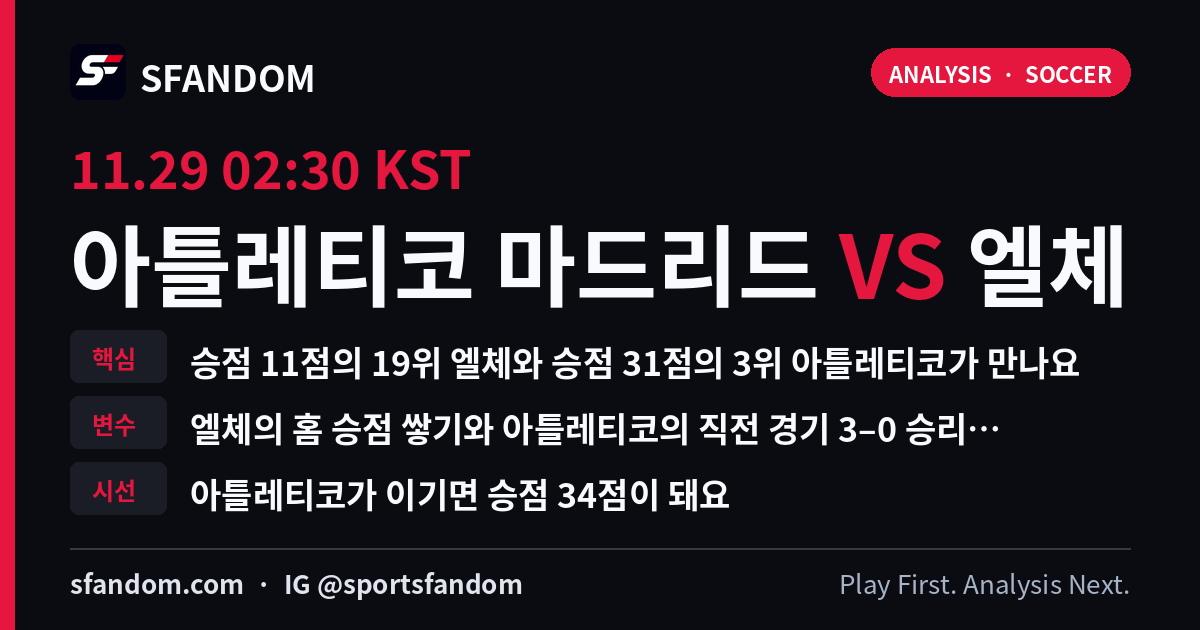 SF SFANDOM
ANALYSIS · SOCCER
11.29 02:30 KST
아틀레티코 마드리드 VS 엘체
핵심 승점 11점의 19위 엘체와 승점 31점의 3위 아틀레티코가 만나요
변수 엘체의 홈 승점 쌓기와 아틀레티코의 직전 경기 3–0 승리…
시선 아틀레티코가 이기면 승점 34점이 돼요
sfandom.com · IG @sportsfandom
Play First. Analysis Next.